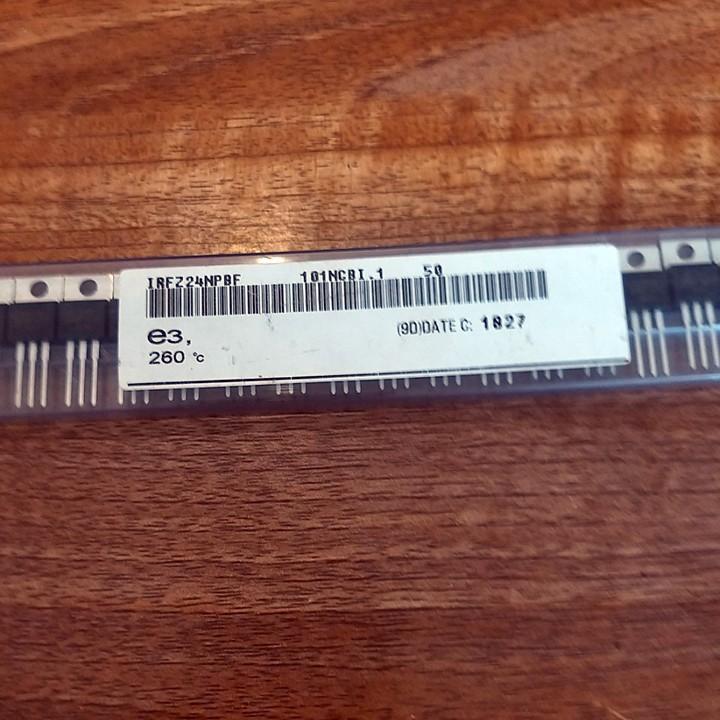 IRFZ24NPBF 101NCBI.1 50
e3, (9D)DATE C: 1827
260 °c